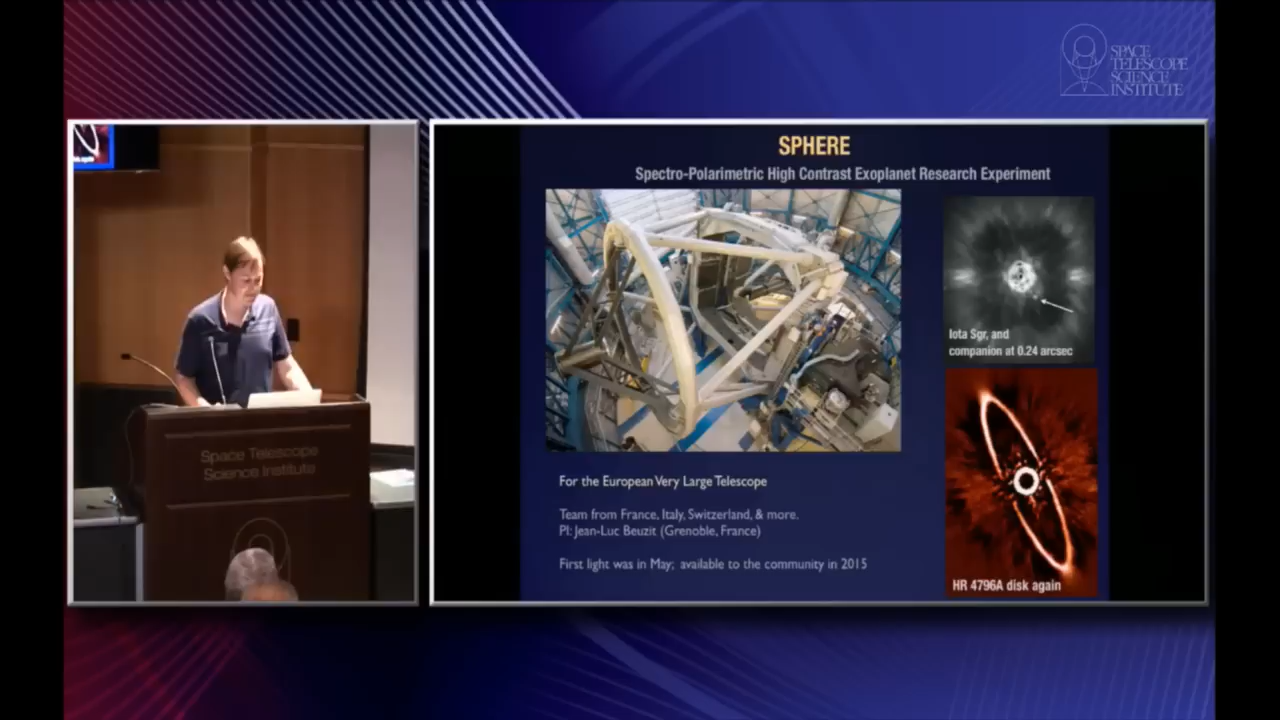 SPACE
TELESCOPE
SCIENCE
INSTITUTE
Space Telescope
Science Institute
SPHERE
Spectro-Polarimetric High Contrast Exoplanet Research Experiment
Iota Sgr, and
companion at 0.24 arcsec
For the European Very Large Telescope
Team from France, Italy, Switzerland, & more.
PI: Jean-Luc Beuzit (Grenoble, France)
First light was in May; available to the community in 2015
HR 4796A disk again